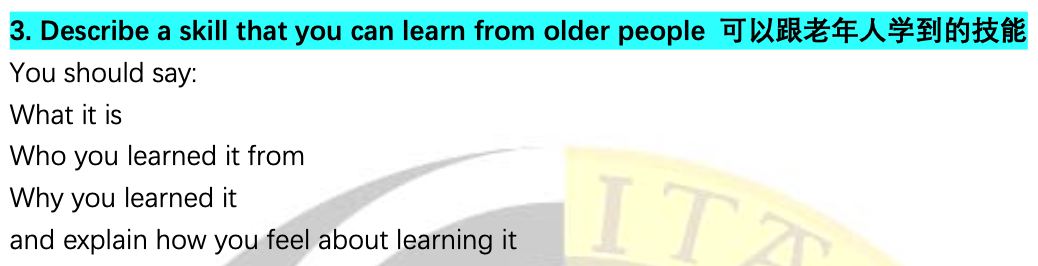 3. Describe a skill that you can learn from older people 可以跟老年人学到的技能
You should say:
What it is
Who you learned it from
Why you learned it
and explain how you feel about learning it